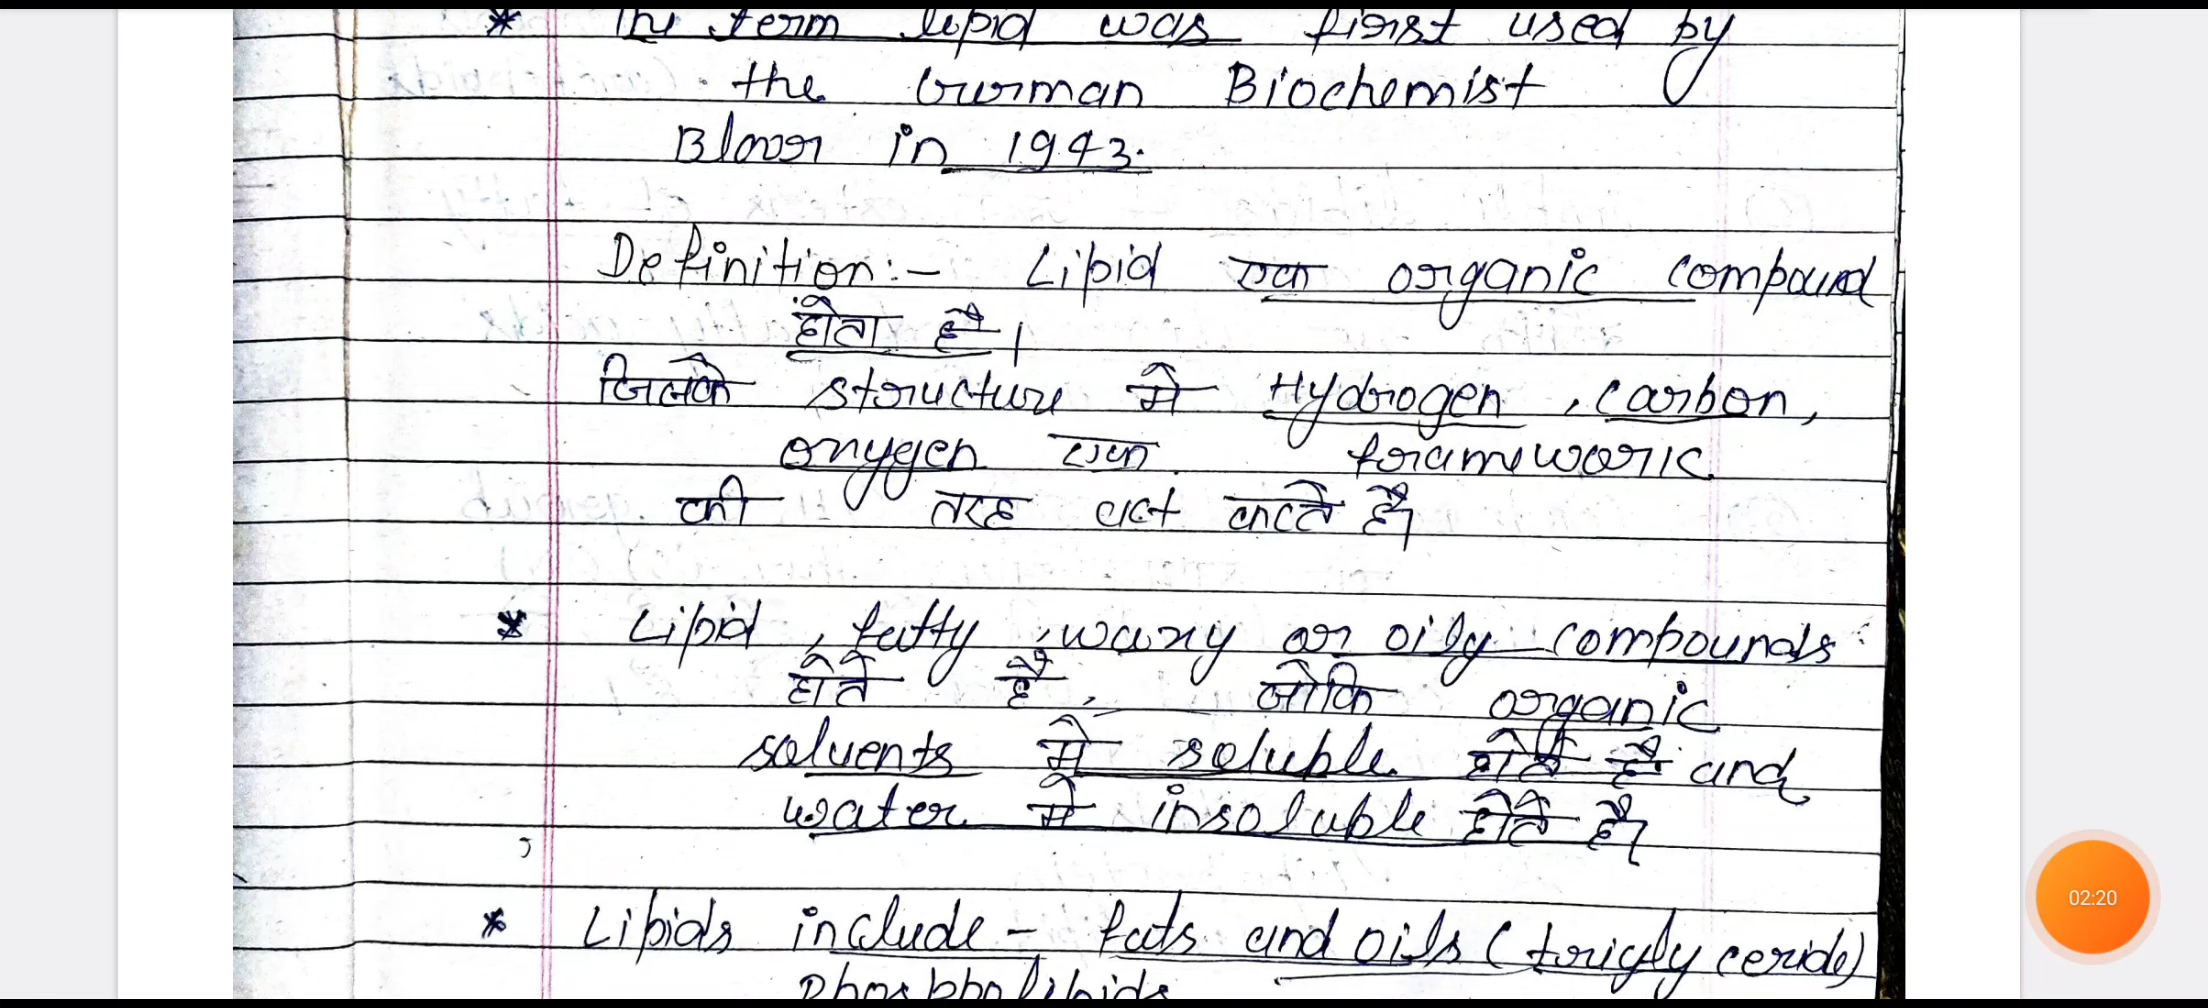 * The term lipid was first used by
the German Biochemist
Bloor in 1943.
Definition:- Lipid एक organic compound
होता है।
जिसके structure मे Hydrogen, carbon,
oxygen एक framework
की तरह act करते हैं।
* Lipid, fatty, waxy or oily compounds
होते है, जोकि organic
solvents मे soluble होते है and
water मे insoluble होते हैं।
* Lipids include - fats and oils (triglyceride)
Phospholipids
02:20